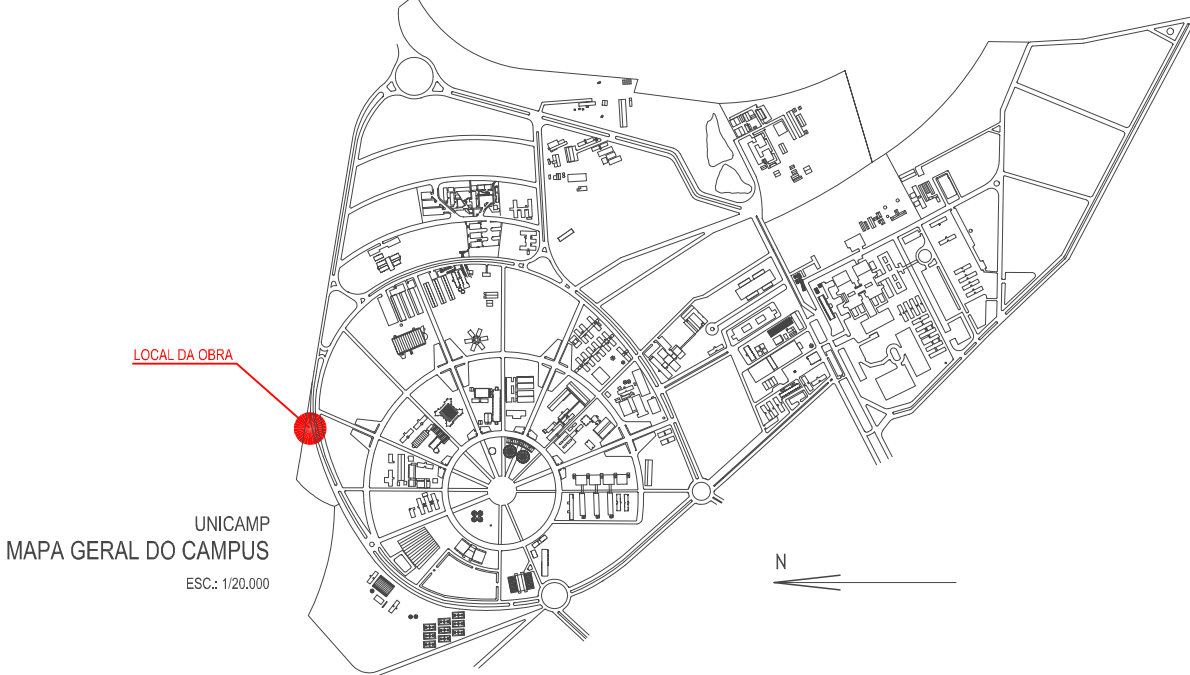 LOCAL DA OBRA
UNICAMP
MAPA GERAL DO CAMPUS
ESC.: 1/20.000
N